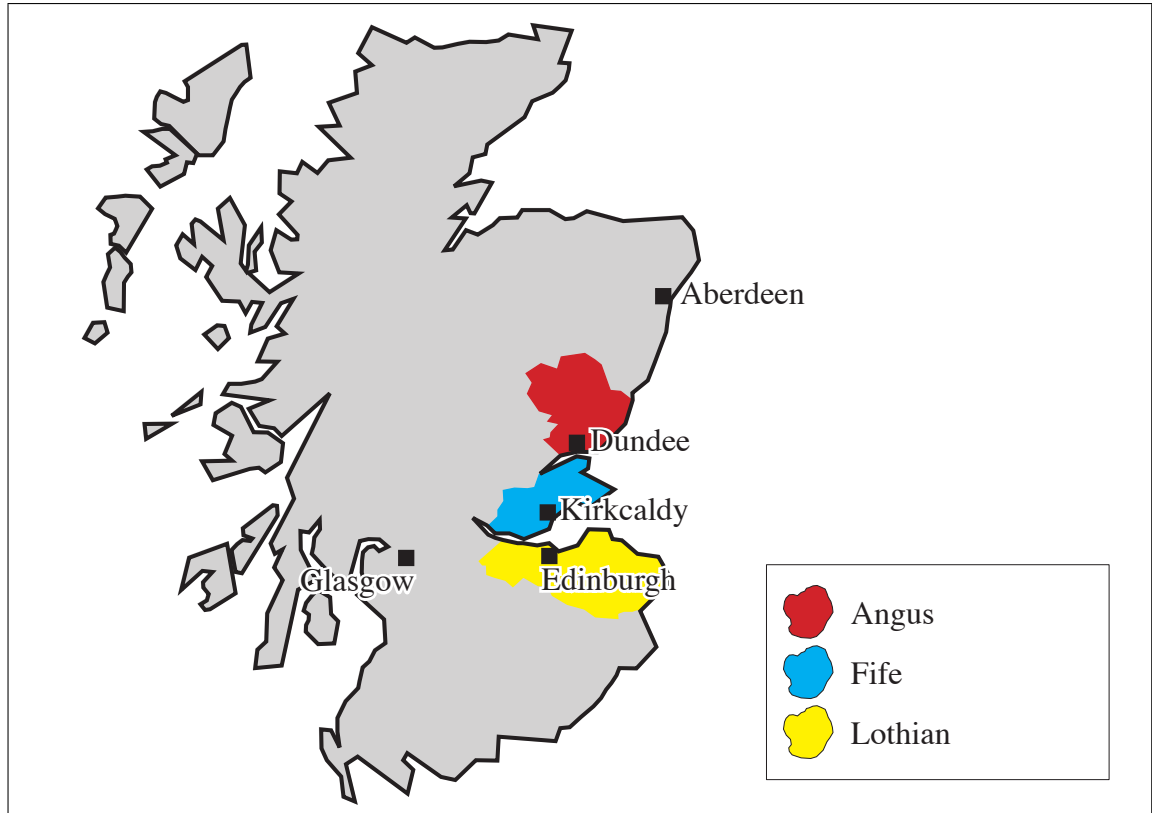 Aberdeen
Dundee
Kirkcaldy
Glasgow
Edinburgh
Angus
Fife
Lothian